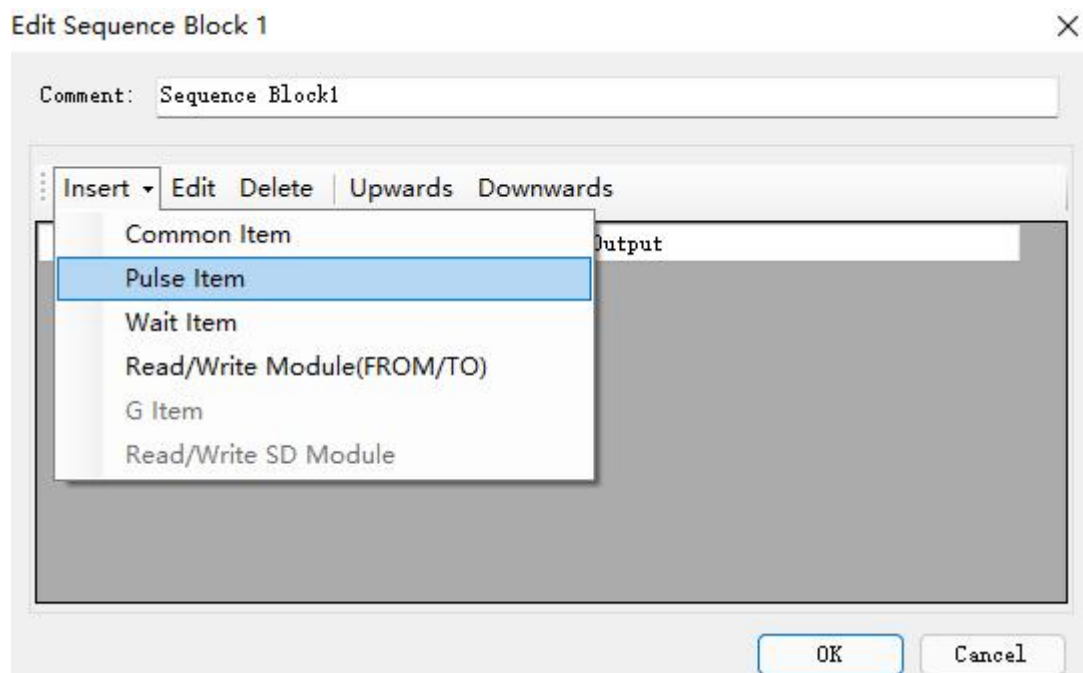 Edit Sequence Block 1
Comment: Sequence Block1
Insert Edit Delete Upwards Downwards
Common Item
Pulse Item
Wait Item
Read/Write Module(FROM/TO)
G Item
Read/Write SD Module
OK Cancel